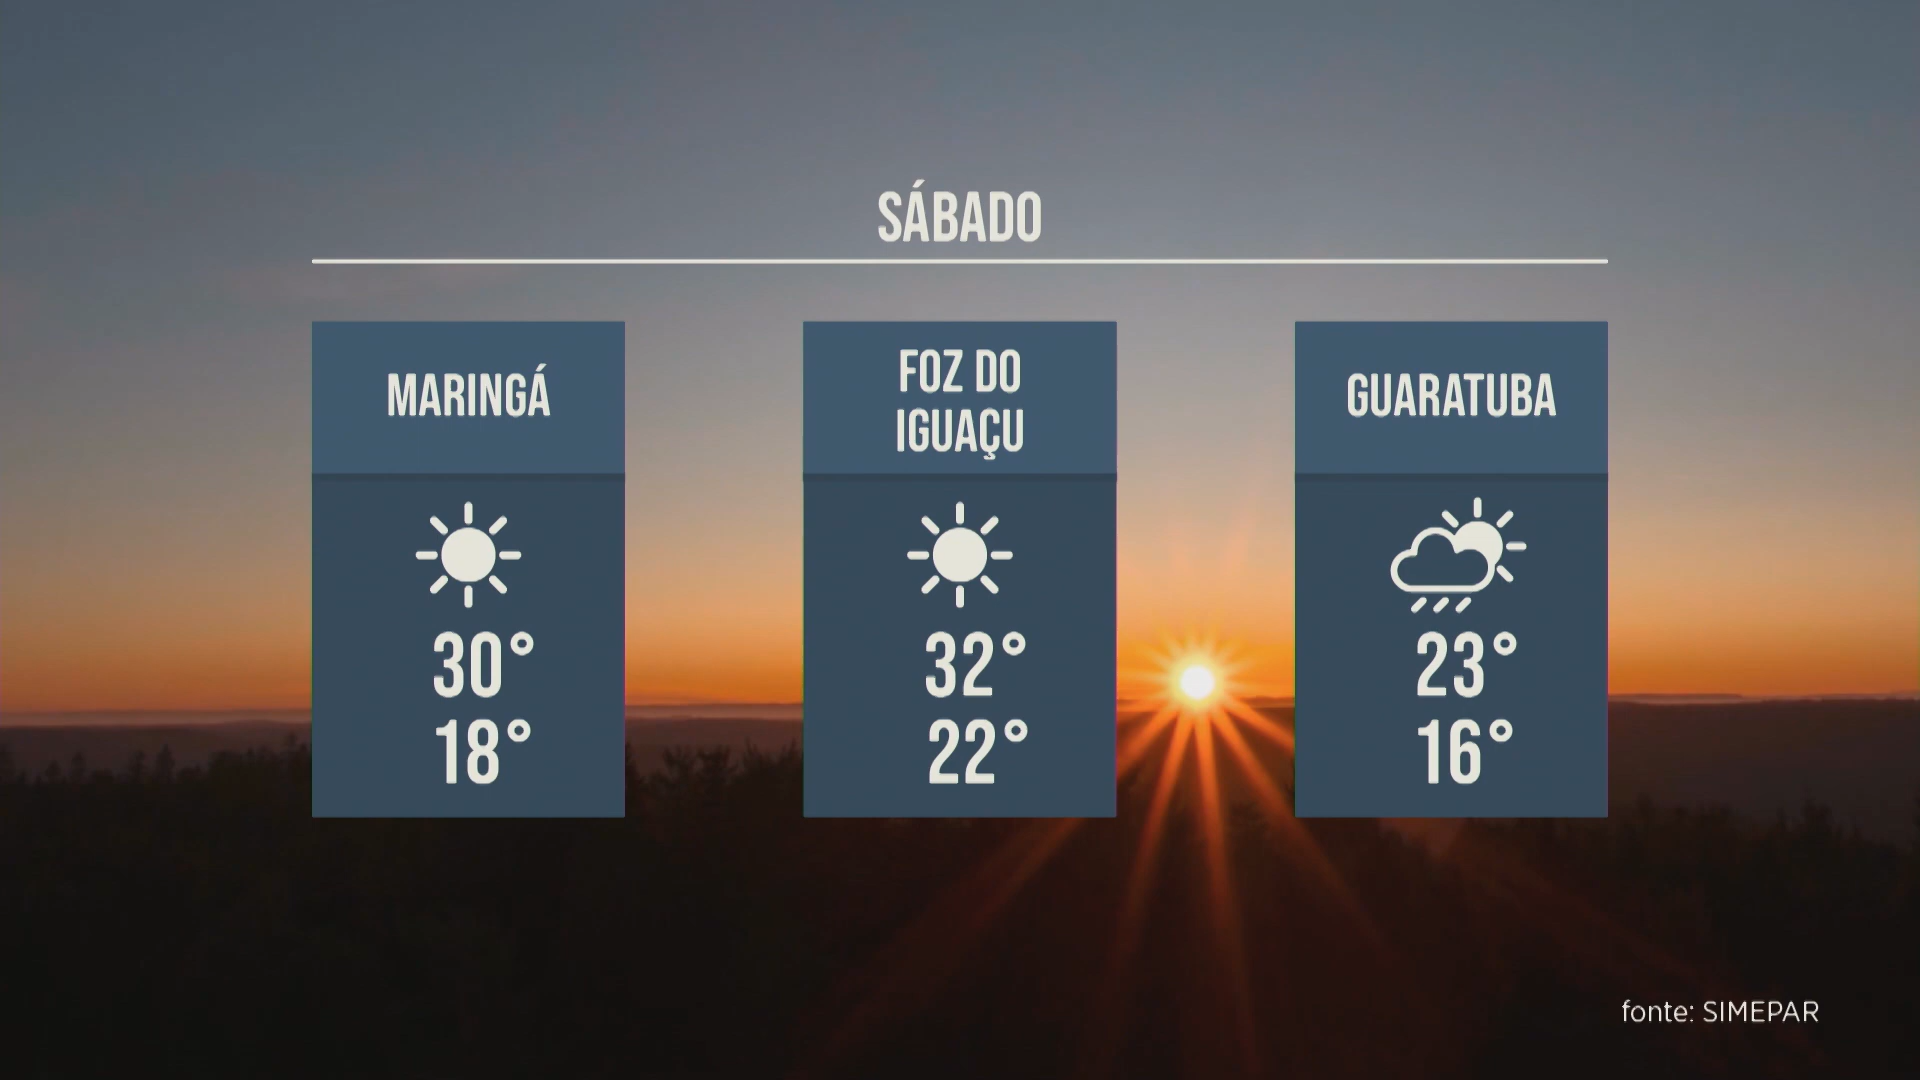 SÁBADO
MARINGÁ
30°
18°
FOZ DO
IGUAÇU
32°
22°
GUARATUBA
23°
16°
fonte: SIMEPAR